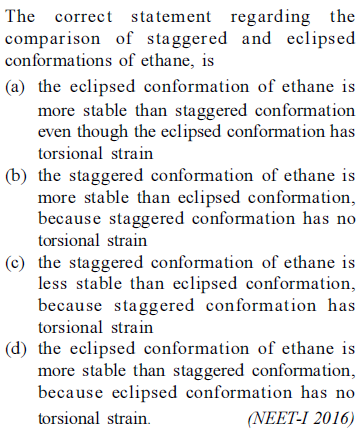 The correct statement regarding the
comparison of staggered and eclipsed
conformations of ethane, is
(a) the eclipsed conformation of ethane is
more stable than staggered conformation
even though the eclipsed conformation has
torsional strain
(b) the staggered conformation of ethane is
more stable than eclipsed conformation,
because staggered conformation has no
torsional strain
(c) the staggered conformation of ethane is
less stable than eclipsed conformation,
because staggered conformation has
torsional strain
(d) the eclipsed conformation of ethane is
more stable than staggered conformation,
because eclipsed conformation has no
torsional strain. (NEET-I 2016)